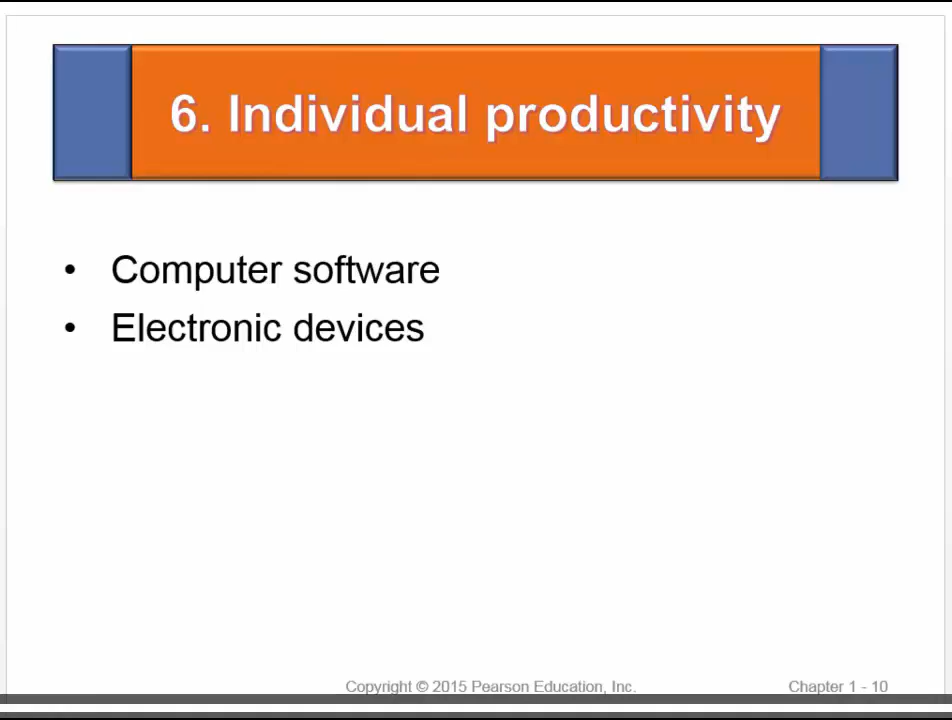 6. Individual productivity
• Computer software
• Electronic devices
Copyright © 2015 Pearson Education, Inc. Chapter 1 - 10